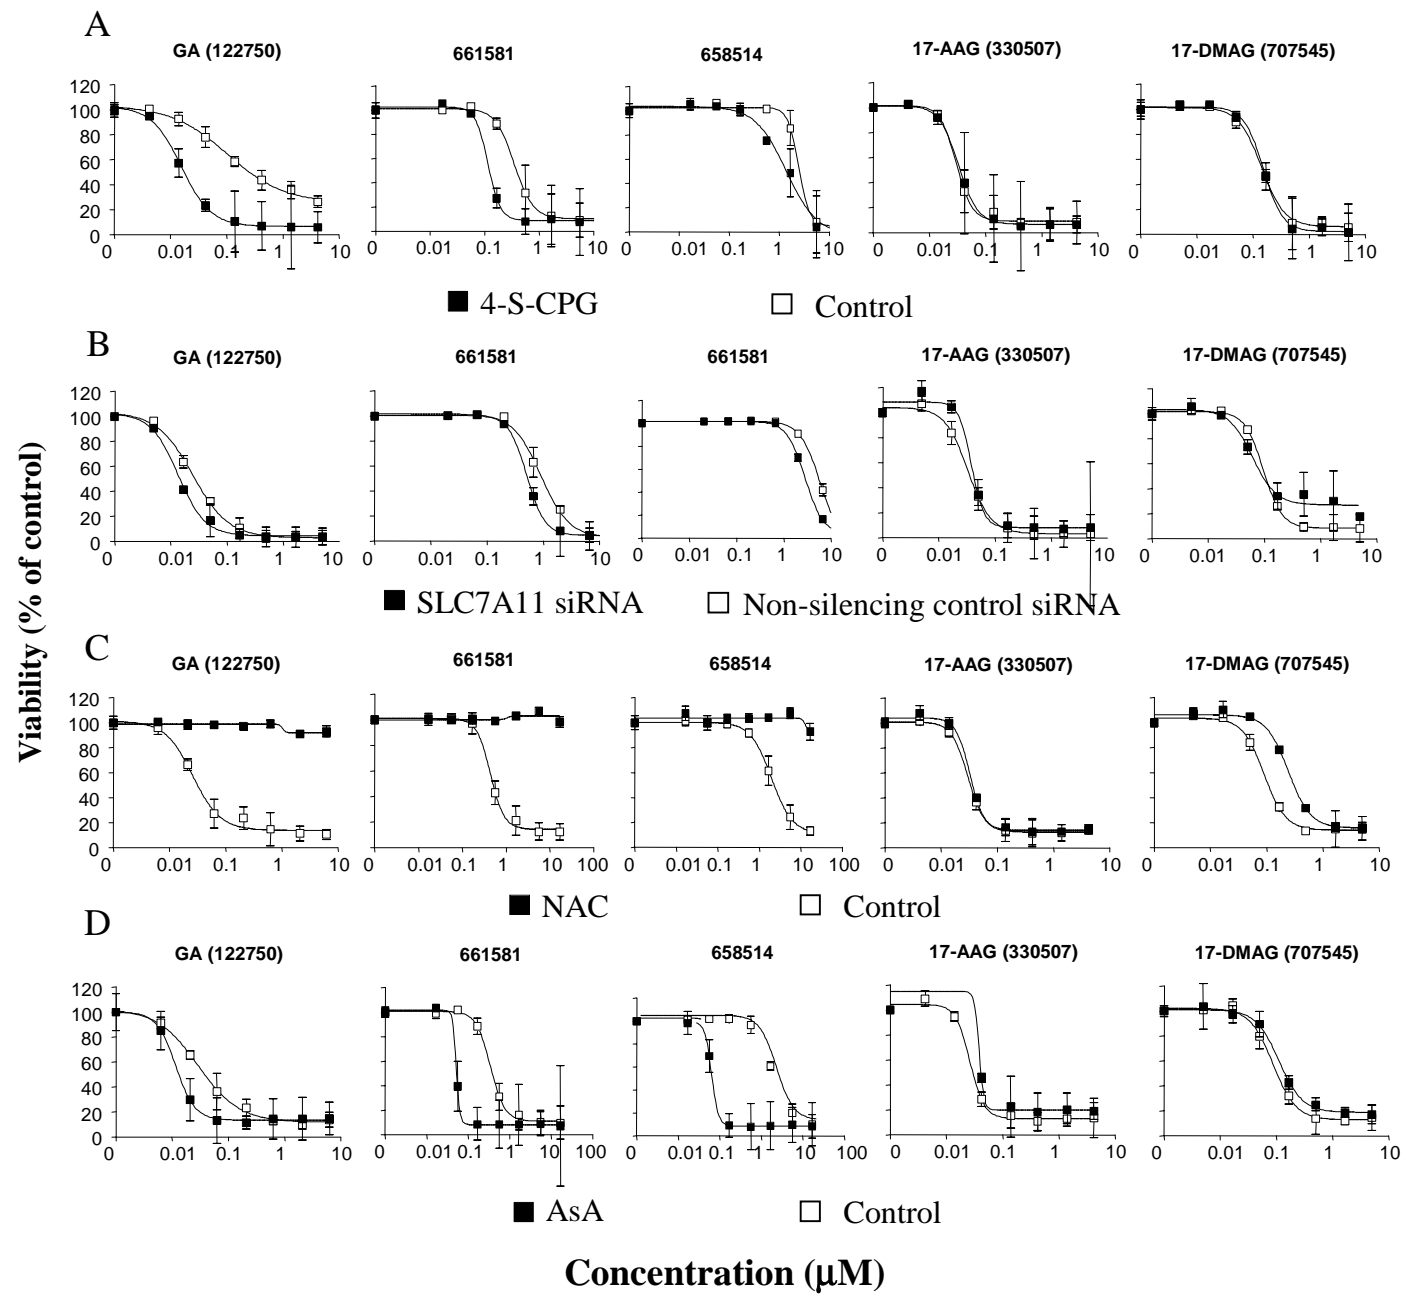 A
GA (122750)
661581
658514
17-AAG (330507)
17-DMAG (707545)
120
100
80
60
40
20
0
0 0.01 0.1 1 10
0 0.01 0.1 1 10
0 0.01 0.1 1 10
0 0.01 0.1 1 10
0 0.01 0.1 1 10
4-S-CPG
Control
B
GA (122750)
661581
661581
17-AAG (330507)
17-DMAG (707545)
120
100
80
60
40
20
0
0 0.01 0.1 1 10
0 0.01 0.1 1 10
0 0.01 0.1 1 10
0 0.01 0.1 1 10
0 0.01 0.1 1 10
SLC7A11 siRNA
Non-silencing control siRNA
Viability (% of control)
C
GA (122750)
661581
658514
17-AAG (330507)
17-DMAG (707545)
120
100
80
60
40
20
0
0 0.01 0.1 1 10
0 0.01 0.1 1 10 100
0 0.01 0.1 1 10 100
0 0.01 0.1 1 10
0 0.01 0.1 1 10
NAC
Control
D
GA (122750)
661581
658514
17-AAG (330507)
17-DMAG (707545)
120
100
80
60
40
20
0
0 0.01 0.1 1 10
0 0.01 0.1 1 10 100
0 0.01 0.1 1 10 100
0 0.01 0.1 1 10
0 0.01 0.1 1 10
AsA
Control
Concentration (μM)